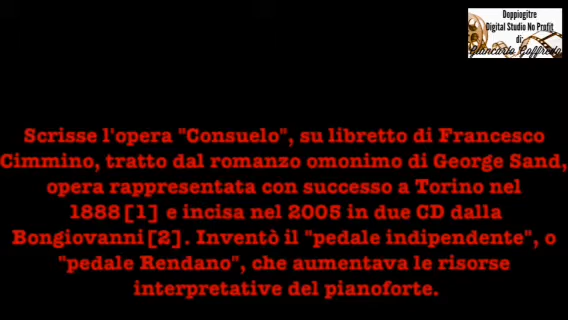 Doppiogitre
Digital Studio No Profit
di:
Giancarlo Goffredo
Scrisse l'opera "Consuelo", su libretto di Francesco
Cimmino, tratto dal romanzo omonimo di George Sand,
opera rappresentata con successo a Torino nel
1888[1] e incisa nel 2005 in due CD dalla
Bongiovanni[2]. Inventò il "pedale indipendente", o
"pedale Rendano", che aumentava le risorse
interpretative del pianoforte.